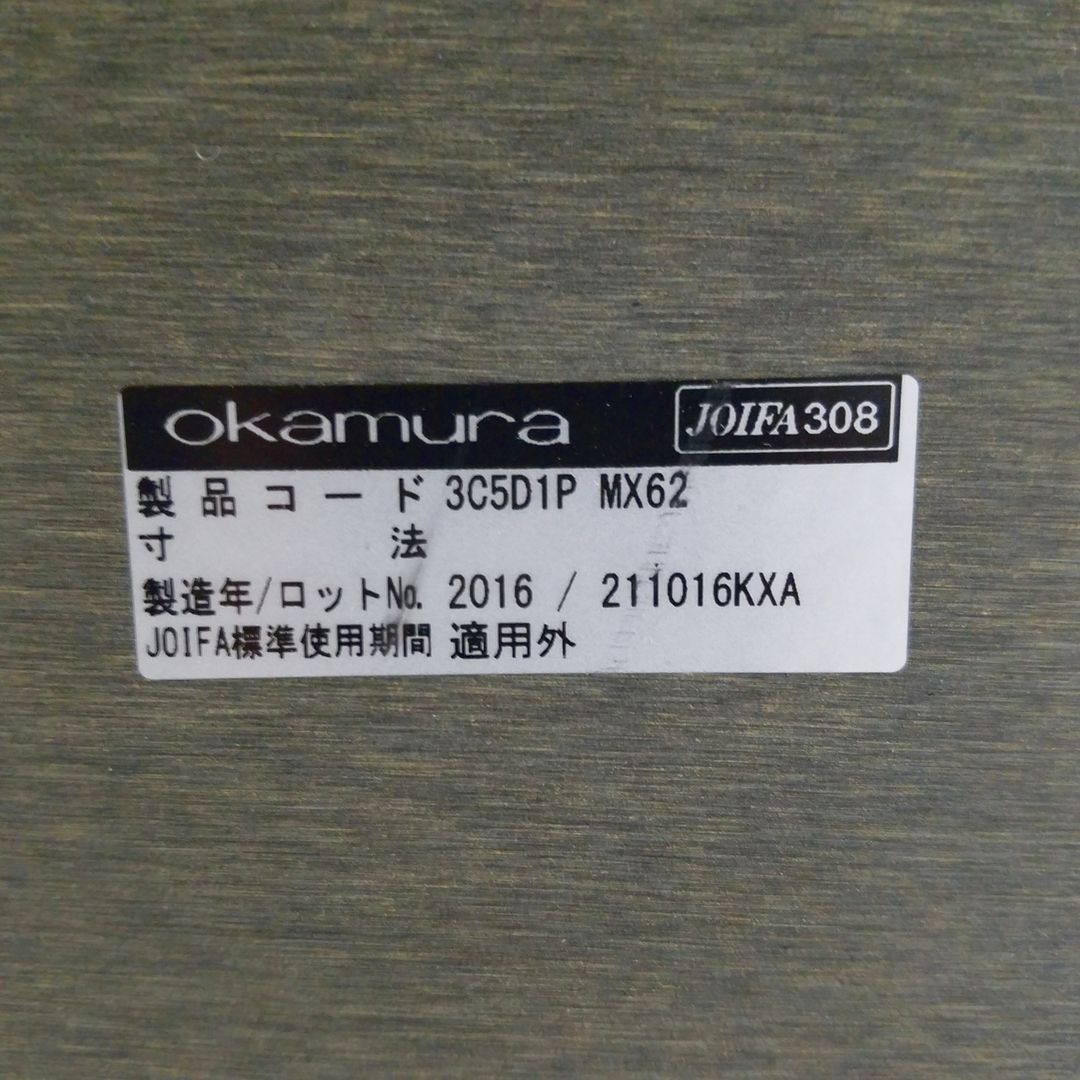 okamura JOIFA308
製品コード 3C5D1P MX62
寸法
製造年/ロットNo. 2016 / 211016KXA
JOIFA標準使用期間 適用外